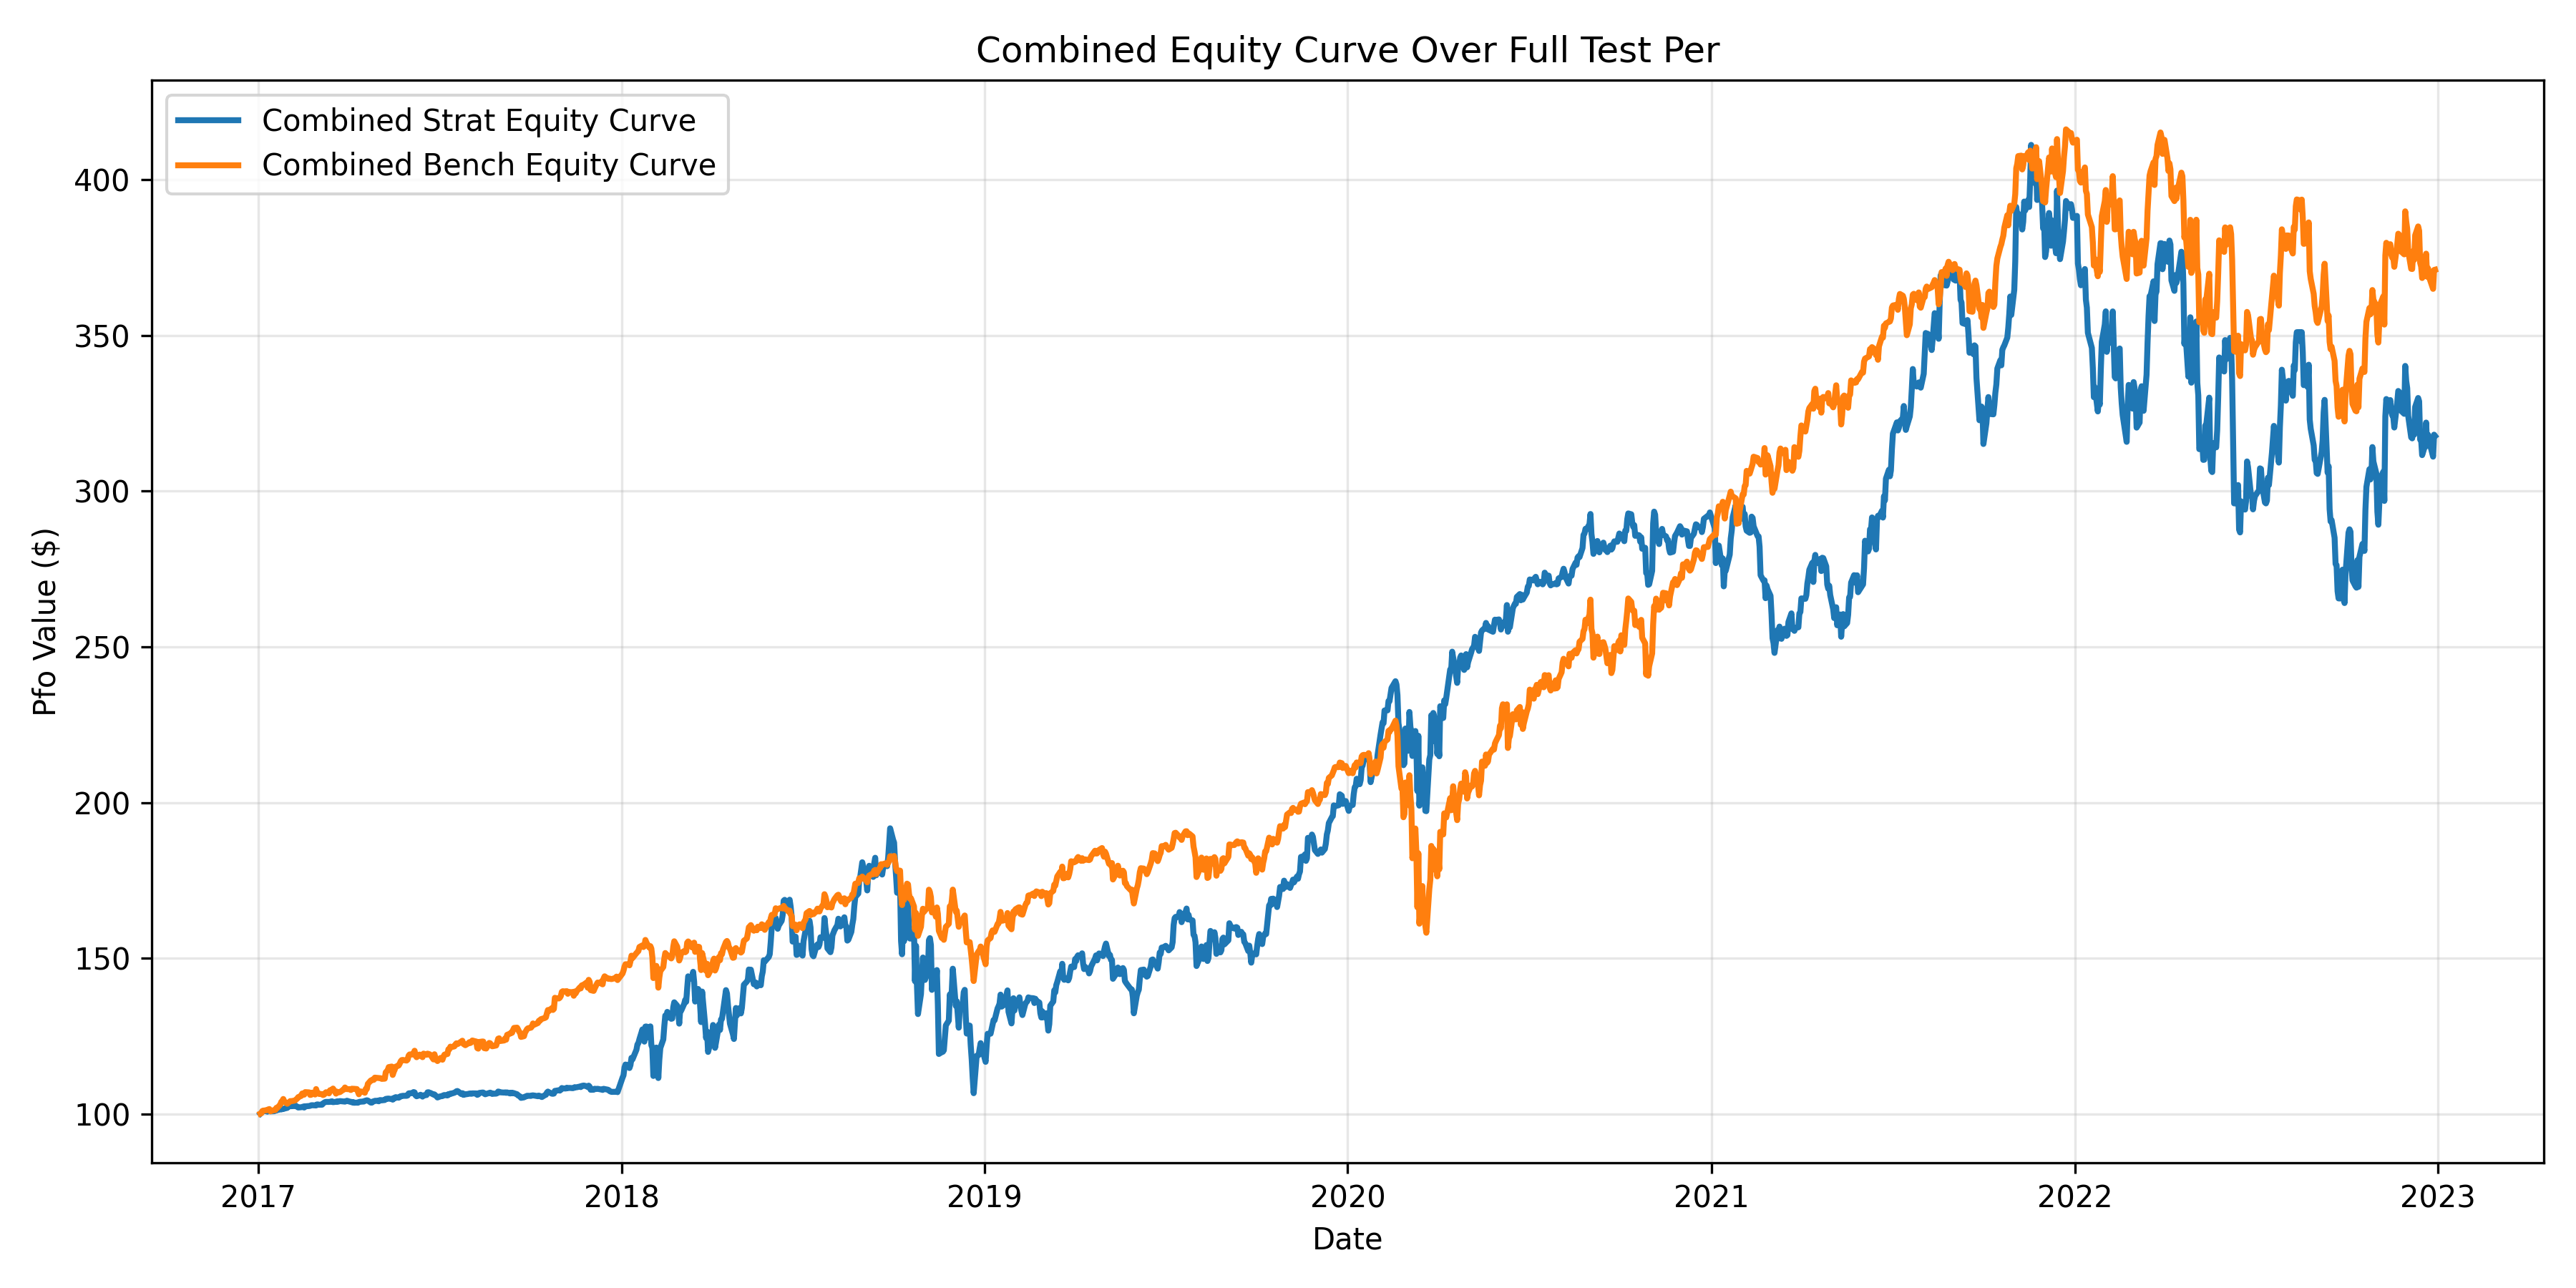 Combined Equity Curve Over Full Test Per
Combined Strat Equity Curve
Combined Bench Equity Curve
400
350
300
250
200
150
100
Pfo Value ($)
2017 2018 2019 2020 2021 2022 2023
Date